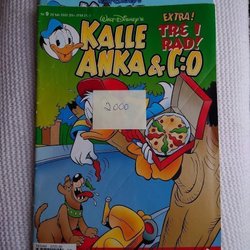 Walt Disney's
EXTRA!
KALLE
TRE I
RAD!
ANKA & C:O
2000